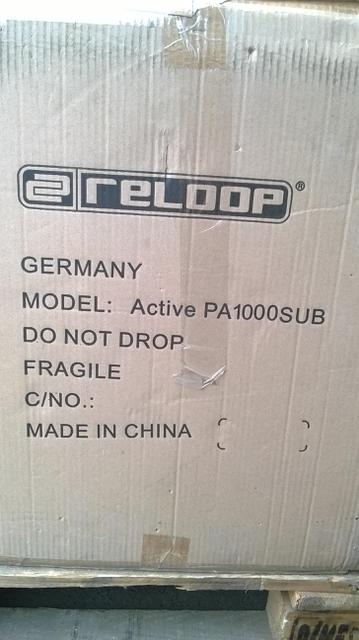 RELOOP®
GERMANY
MODEL: Active PA1000SUB
DO NOT DROP
FRAGILE
C/NO.:
MADE IN CHINA